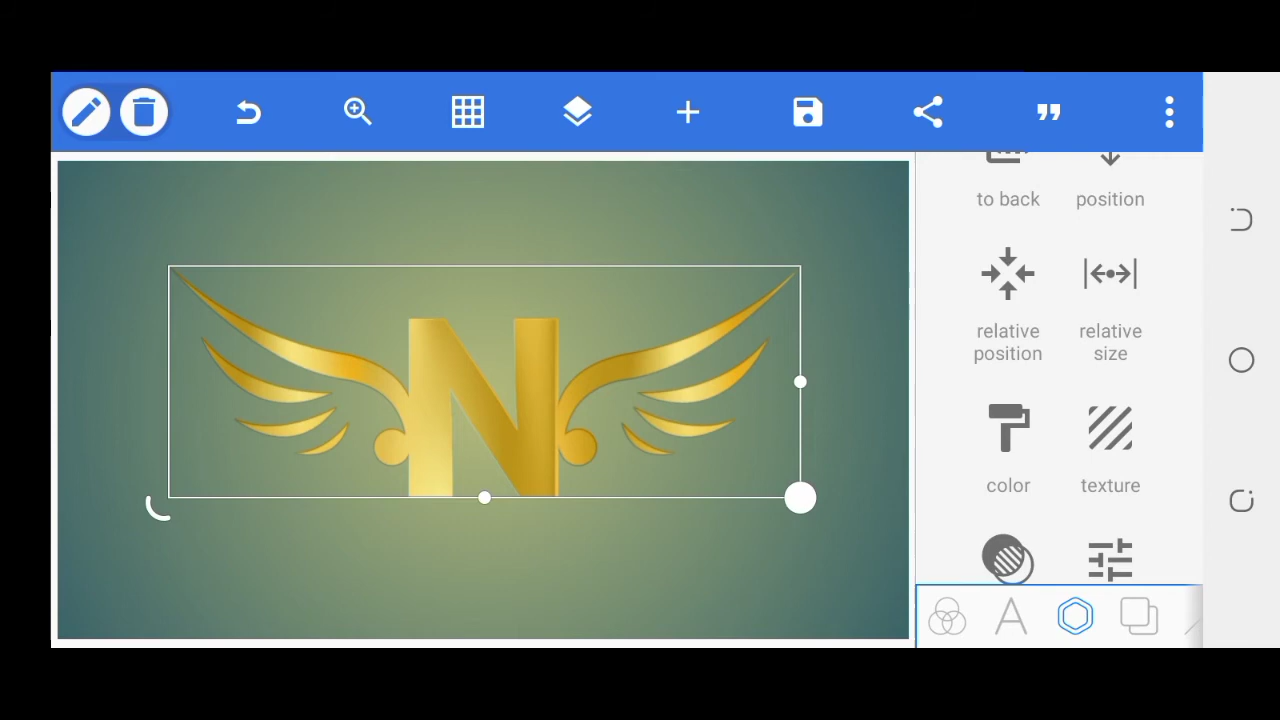 to back
position
relative
position
relative
size
color
texture
N